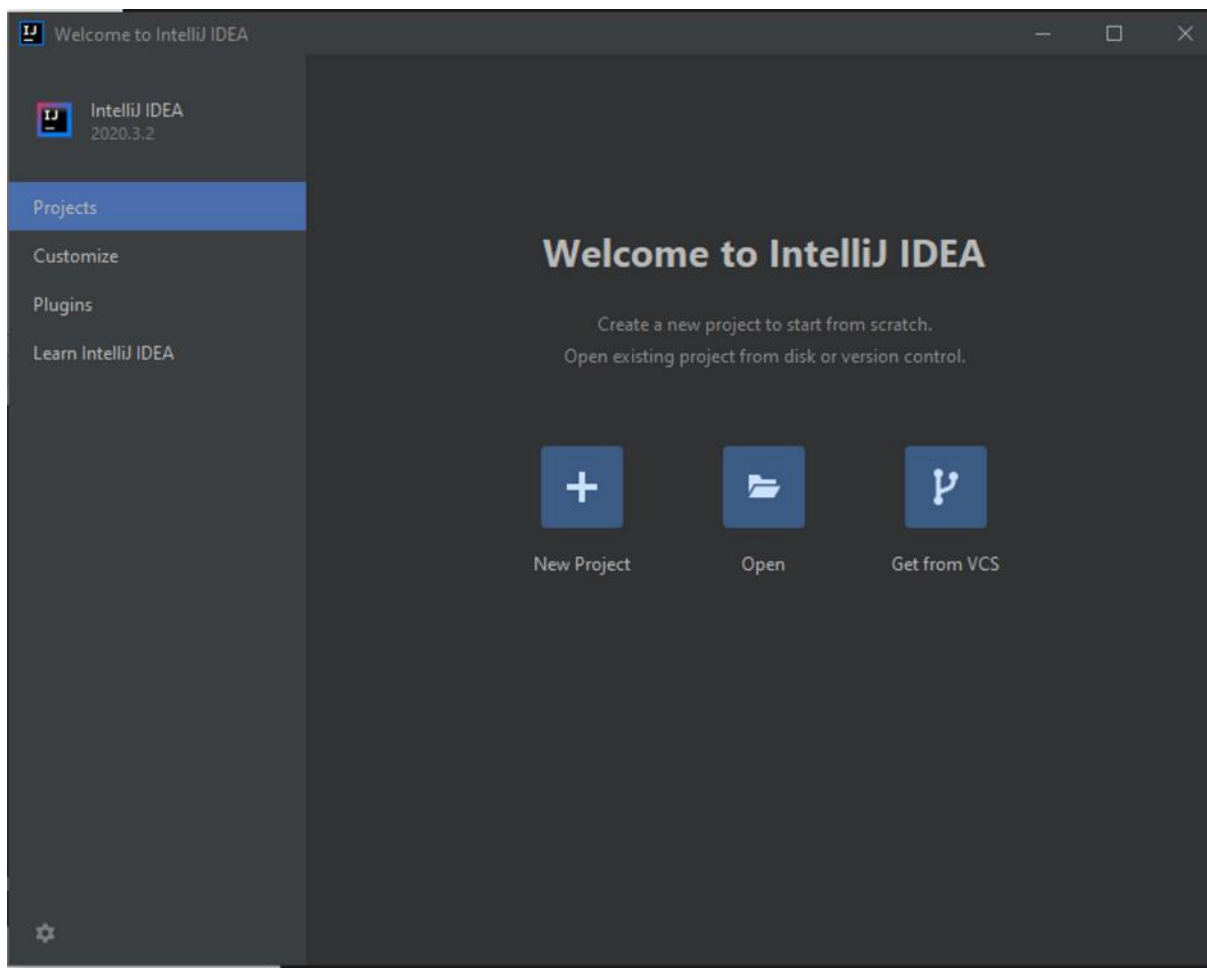 Welcome to IntelliJ IDEA
IntelliJ IDEA
2020.3.2
Projects
Customize
Plugins
Learn IntelliJ IDEA
Welcome to IntelliJ IDEA
Create a new project to start from scratch.
Open existing project from disk or version control.
New Project
Open
Get from VCS